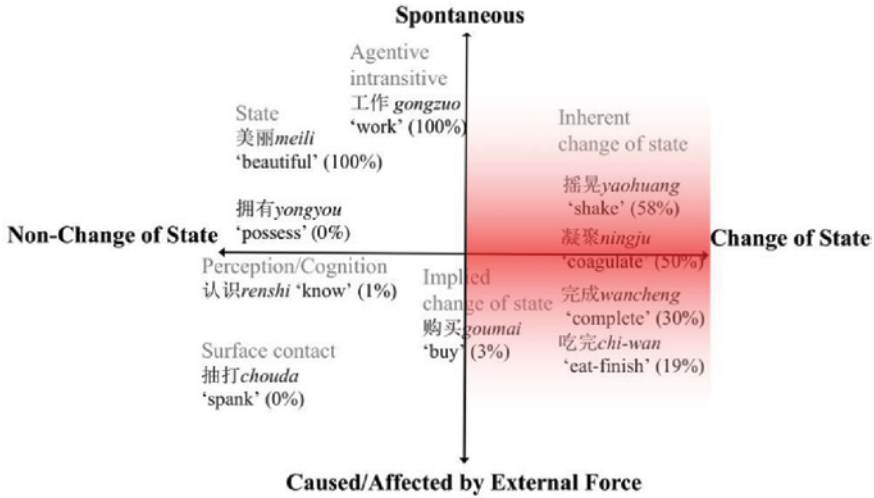 Spontaneous
Agentive
intransitive
工作 gongzuo
‘work’ (100%)
State
美丽meili
‘beautiful’ (100%)
拥有yongyou
‘possess’ (0%)
Inherent
change of state
摇晃yaohuang
‘shake’ (58%)
凝聚ningju
‘coagulate’ (50%)
Non-Change of State
Change of State
Perception/Cognition
认识renshi ‘know’ (1%)
Surface contact
抽打chouda
‘spank’ (0%)
Implied
change of state
购买goumai
‘buy’ (3%)
完成wancheng
‘complete’ (30%)
吃完chi-wan
‘eat-finish’ (19%)
Caused/Affected by External Force